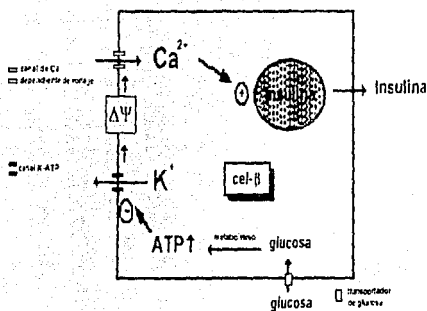 canal de Ca
dependiente de voltaje
Ca²⁺
+
Insulina
Insulina
ΔΨ
canal K-ATP
K⁺
cel-β
−
ATP↑
metabolismo
glucosa
glucosa
transportador
de glucosa